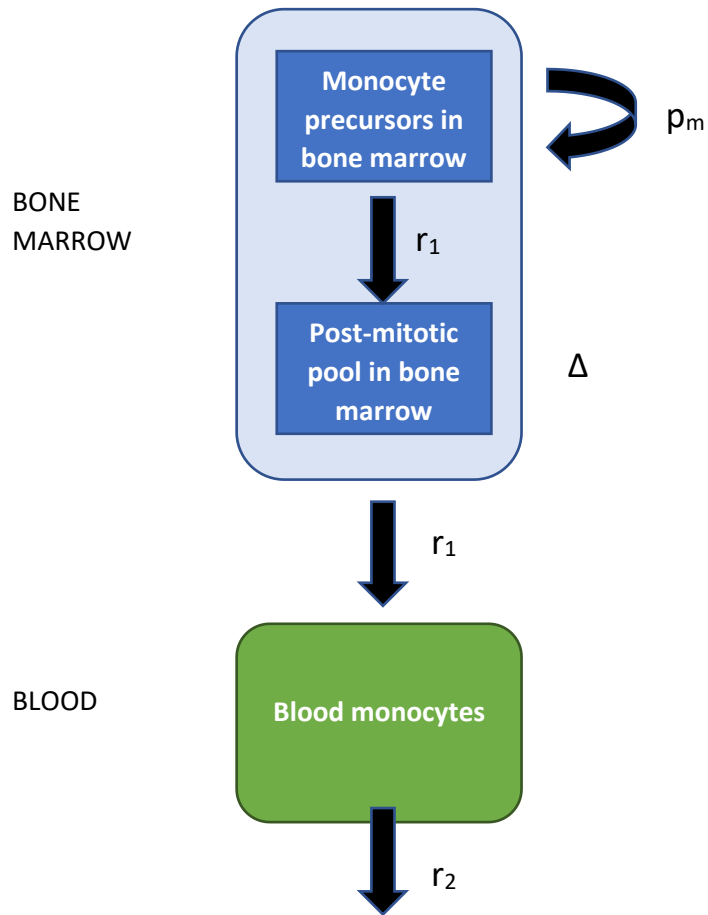 Monocyte
precursors in
bone marrow
pₘ
BONE
MARROW
r₁
Post-mitotic
pool in bone
marrow
Δ
r₁
BLOOD
Blood monocytes
r₂